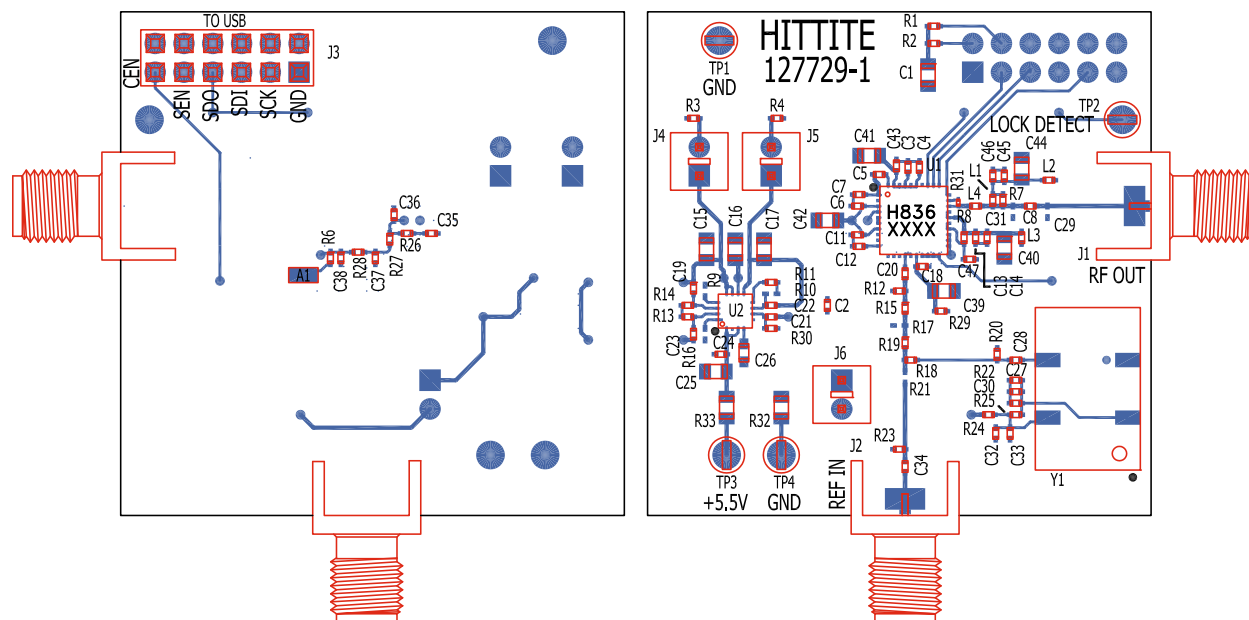 TO USB
J3
CEN
SEN
SDO
SDI
SCK
GND
C36
C35
R26
R6
C38
R28
C37
R27
A1
HITTITE
127729-1
TP1
GND
R1
R2
C1
R3
R4
J4
J5
TP2
LOCK DETECT
C41
C43
C3
C4
U1
C5
C7
C6
C42
C11
C12
H836
XXXX
R31
C46
C45
C44
L1
L2
L4
R7
R8
C31
C8
C29
L3
C40
C47
C13
C14
J1
RF OUT
C15
C16
C17
C19
R9
R11
R10
R14
R13
U2
C22
C21
R30
C2
C23
R16
C24
C25
C26
C20
C18
R12
R15
C39
R29
R17
R19
R18
R21
R20
C28
R22
C27
C30
R25
R24
C32
C33
Y1
J6
R33
R32
R23
C34
J2
REF IN
TP3
+5.5V
TP4
GND